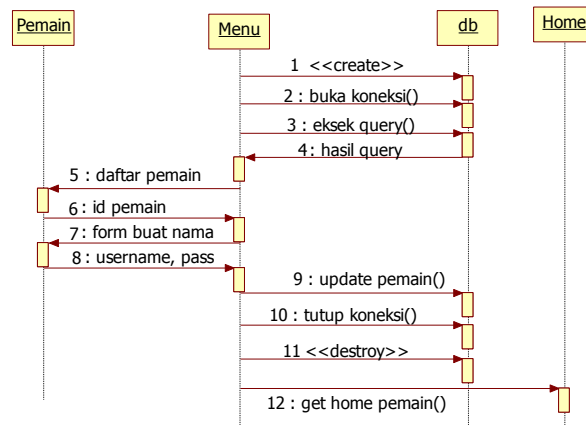 Pemain
Menu
db
Home
1 <<create>>
2 : buka koneksi()
3 : eksek query()
4 : hasil query
5 : daftar pemain
6 : id pemain
7 : form buat nama
8 : username, pass
9 : update pemain()
10 : tutup koneksi()
11 <<destroy>>
12 : get home pemain()